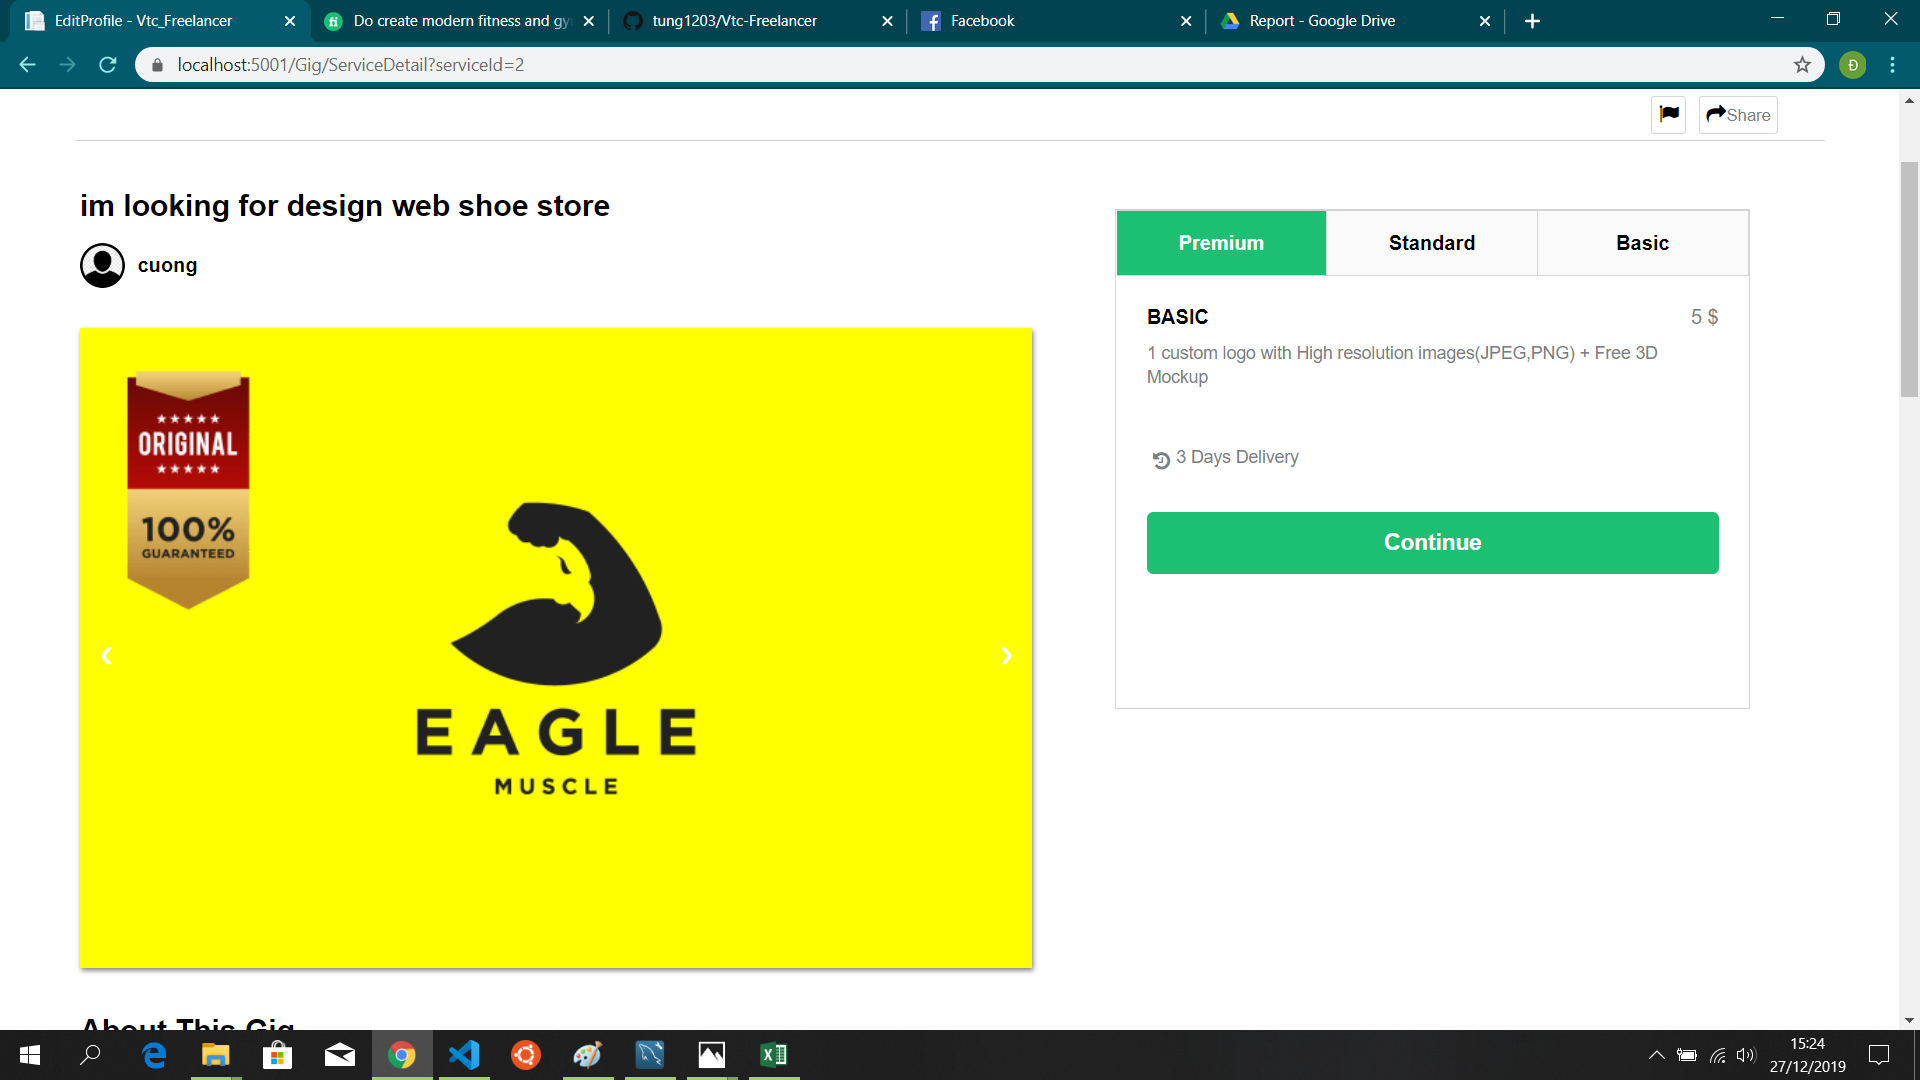 EditProfile - Vtc_Freelancer
Do create modern fitness and gy
tung1203/Vtc-Freelancer
Facebook
Report - Google Drive
localhost:5001/Gig/ServiceDetail?serviceId=2
Đ
Share
im looking for design web shoe store
cuong
Premium
Standard
Basic
BASIC
5 $
1 custom logo with High resolution images(JPEG,PNG) + Free 3D
Mockup
3 Days Delivery
Continue
ORIGINAL
100%
GUARANTEED
EAGLE
MUSCLE
About This Gig
15:24
27/12/2019